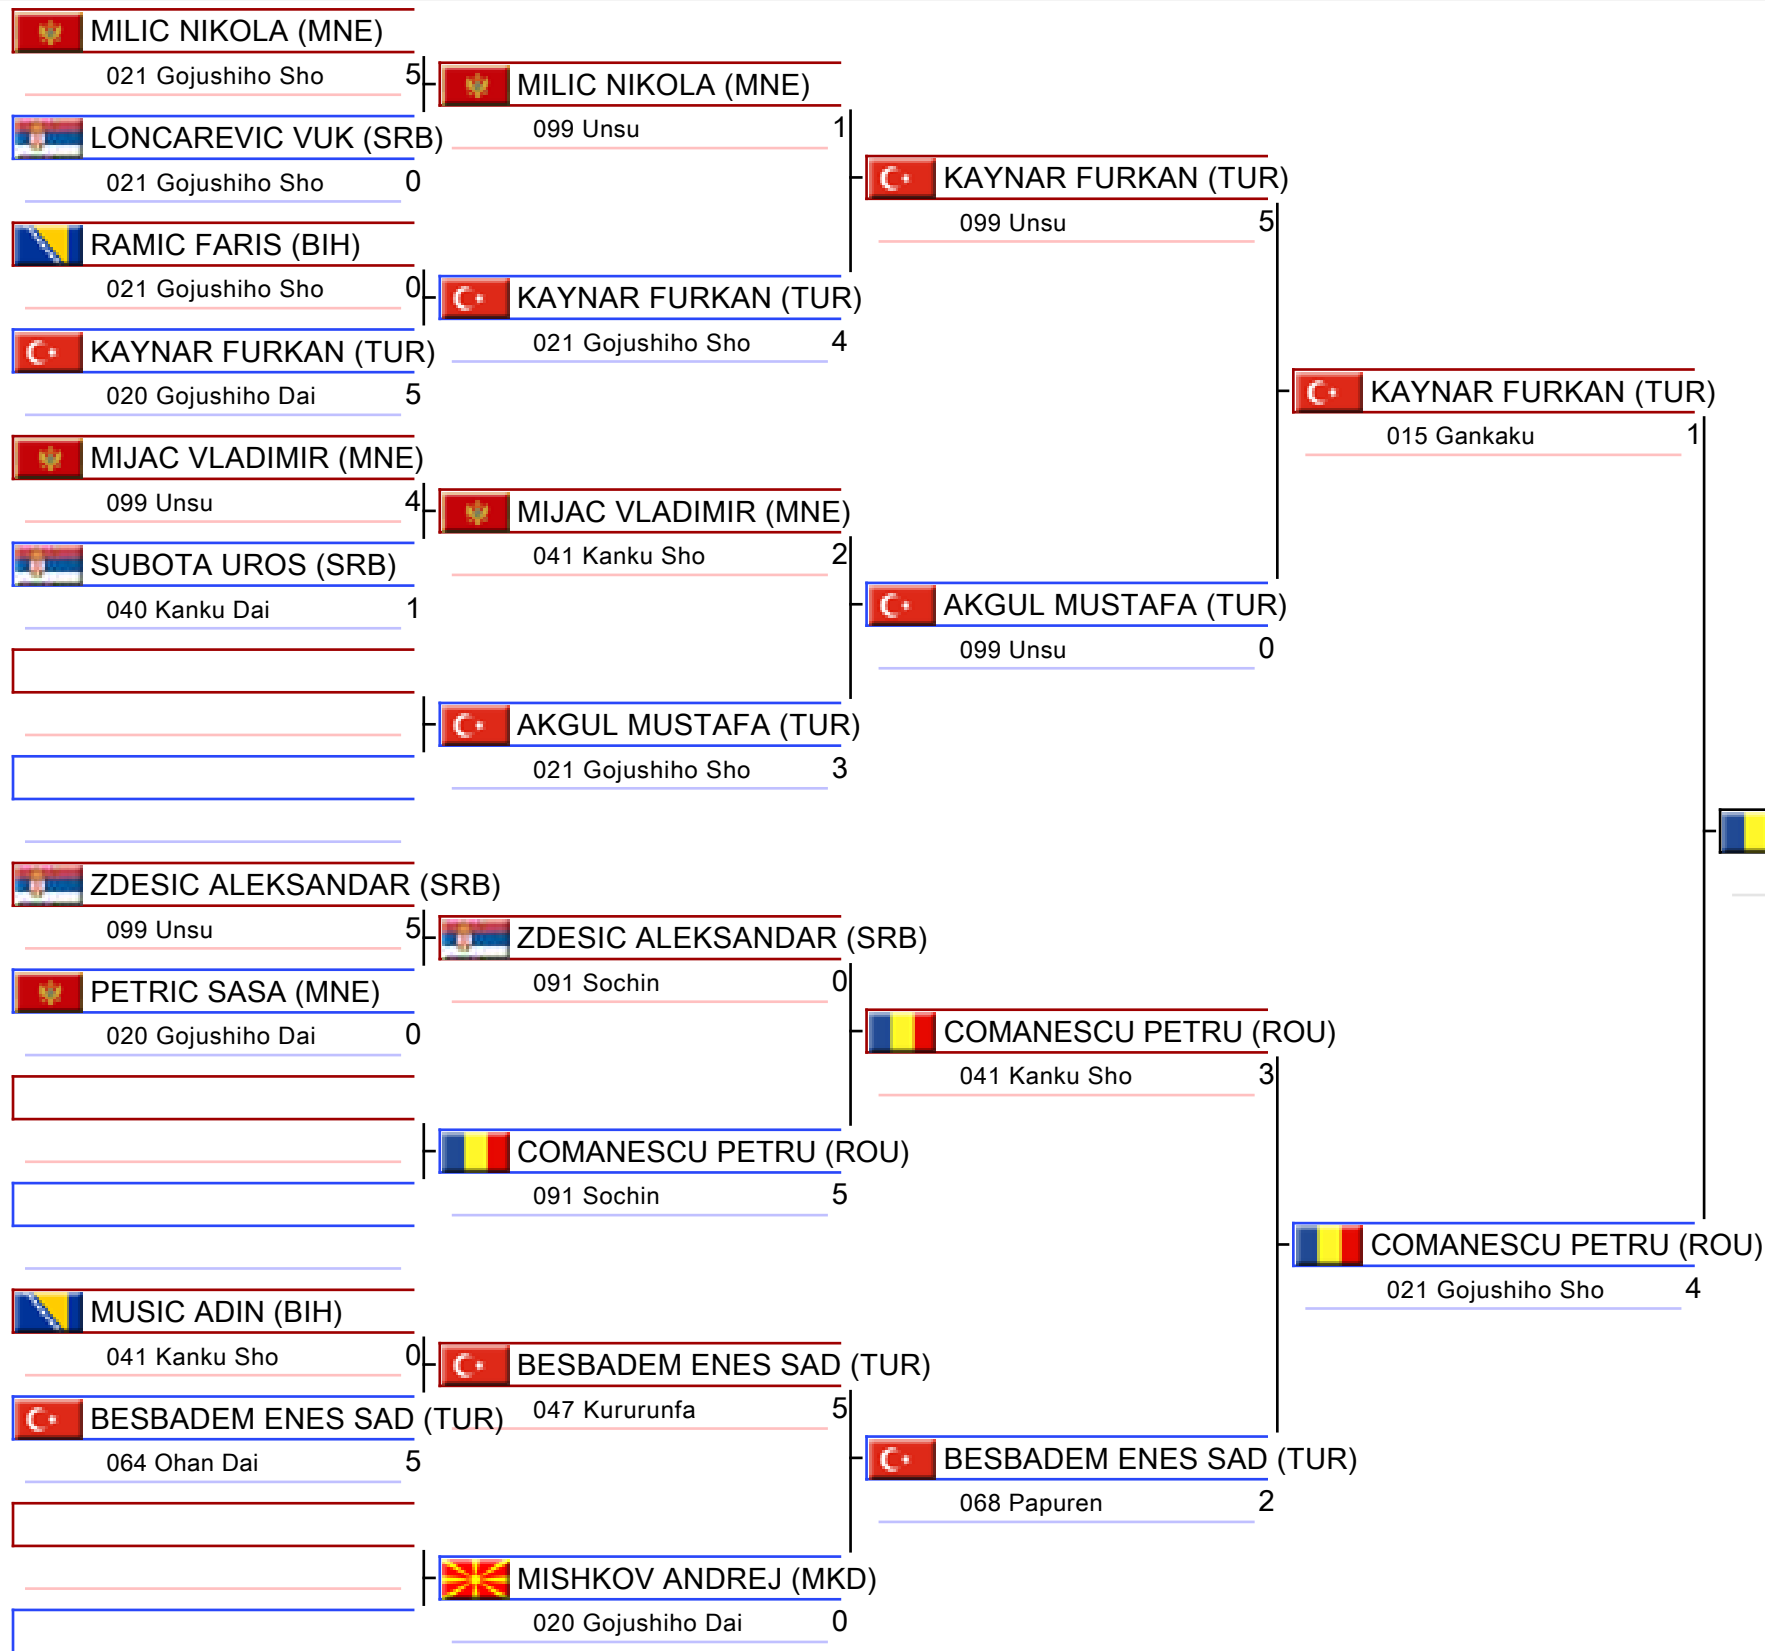 MILIC NIKOLA (MNE)
021 Gojushiho Sho 5
LONCAREVIC VUK (SRB)
021 Gojushiho Sho 0
RAMIC FARIS (BIH)
021 Gojushiho Sho 0
KAYNAR FURKAN (TUR)
020 Gojushiho Dai 5
MIJAC VLADIMIR (MNE)
099 Unsu 4
SUBOTA UROS (SRB)
040 Kanku Dai 1
ZDESIC ALEKSANDAR (SRB)
099 Unsu 5
PETRIC SASA (MNE)
020 Gojushiho Dai 0
MUSIC ADIN (BIH)
041 Kanku Sho 0
BESBADEM ENES SAD (TUR)
064 Ohan Dai 5
MILIC NIKOLA (MNE)
099 Unsu 1
KAYNAR FURKAN (TUR)
021 Gojushiho Sho 4
MIJAC VLADIMIR (MNE)
041 Kanku Sho 2
AKGUL MUSTAFA (TUR)
021 Gojushiho Sho 3
ZDESIC ALEKSANDAR (SRB)
091 Sochin 0
COMANESCU PETRU (ROU)
091 Sochin 5
BESBADEM ENES SAD (TUR)
047 Kururunfa 5
MISHKOV ANDREJ (MKD)
020 Gojushiho Dai 0
KAYNAR FURKAN (TUR)
099 Unsu 5
AKGUL MUSTAFA (TUR)
099 Unsu 0
COMANESCU PETRU (ROU)
041 Kanku Sho 3
BESBADEM ENES SAD (TUR)
068 Papuren 2
KAYNAR FURKAN (TUR)
015 Gankaku 1
COMANESCU PETRU (ROU)
021 Gojushiho Sho 4